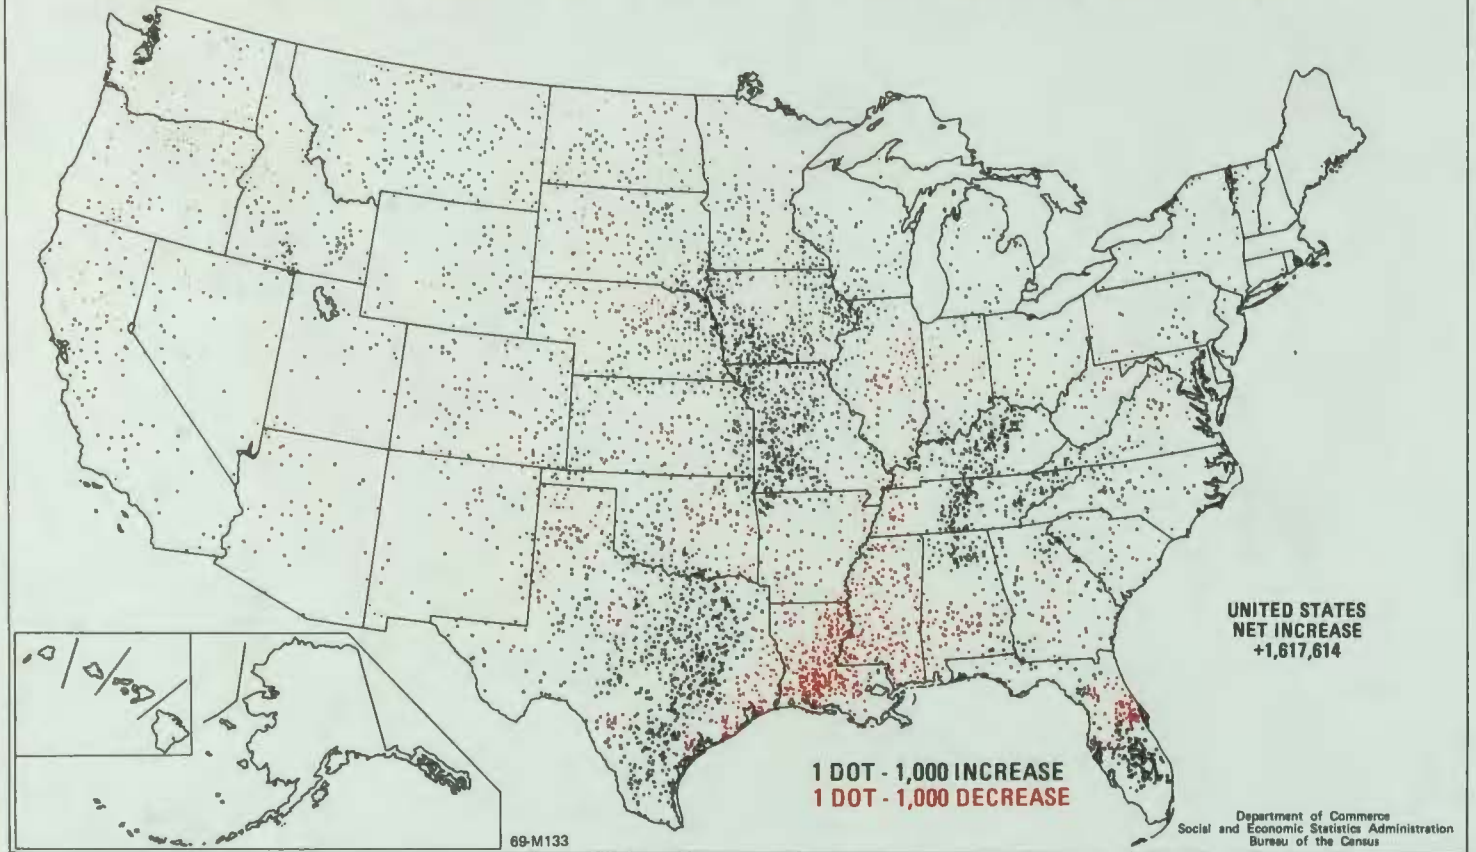 UNITED STATES
NET INCREASE
+1,617,614
1 DOT - 1,000 INCREASE
1 DOT - 1,000 DECREASE
Department of Commerce
Social and Economic Statistics Administration
Bureau of the Census
69-M133